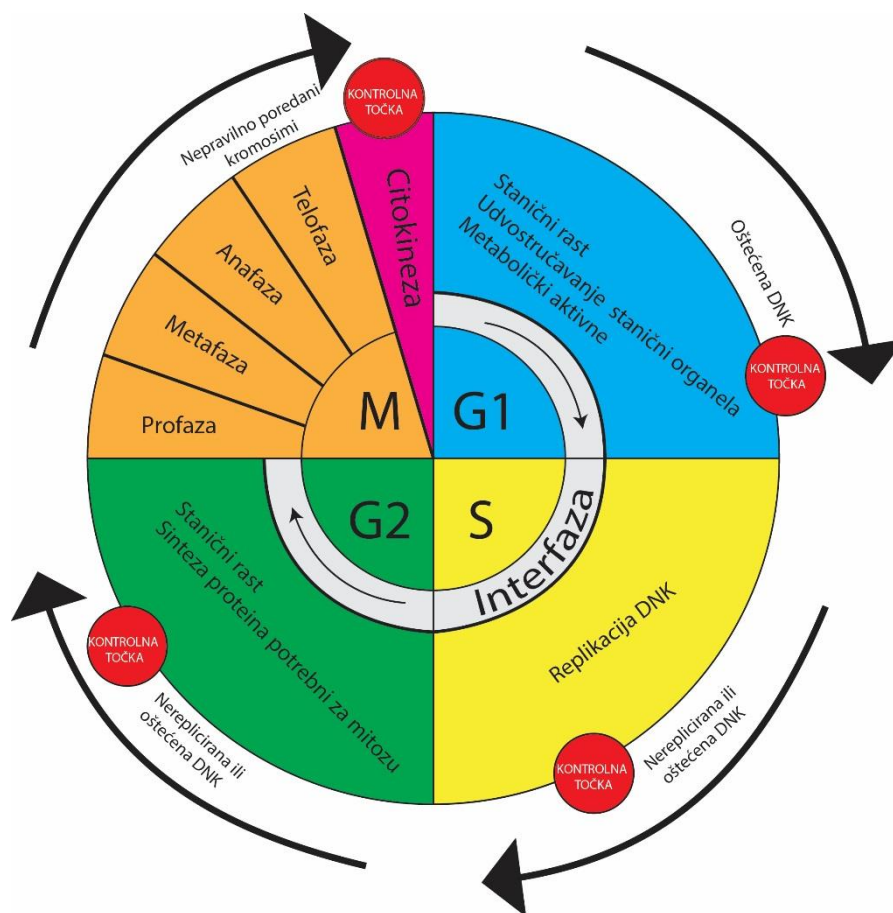 KONTROLNA
TOČKA
Nepravilno poredani
kromosimi
Citokineza
Telofaza
Anafaza
Metafaza
Profaza
M
Stanični rast
Udvostručavanje stanični organela
Metabolički aktivne
G1
Oštećena DNK
KONTROLNA
TOČKA
G2
S
Interfaza
Stanični rast
Sinteza proteina potrebni za mitozu
Replikacija DNK
KONTROLNA
TOČKA
Nereplicirana ili
oštećena DNK
KONTROLNA
TOČKA
Nereplicirana ili
oštećena DNK